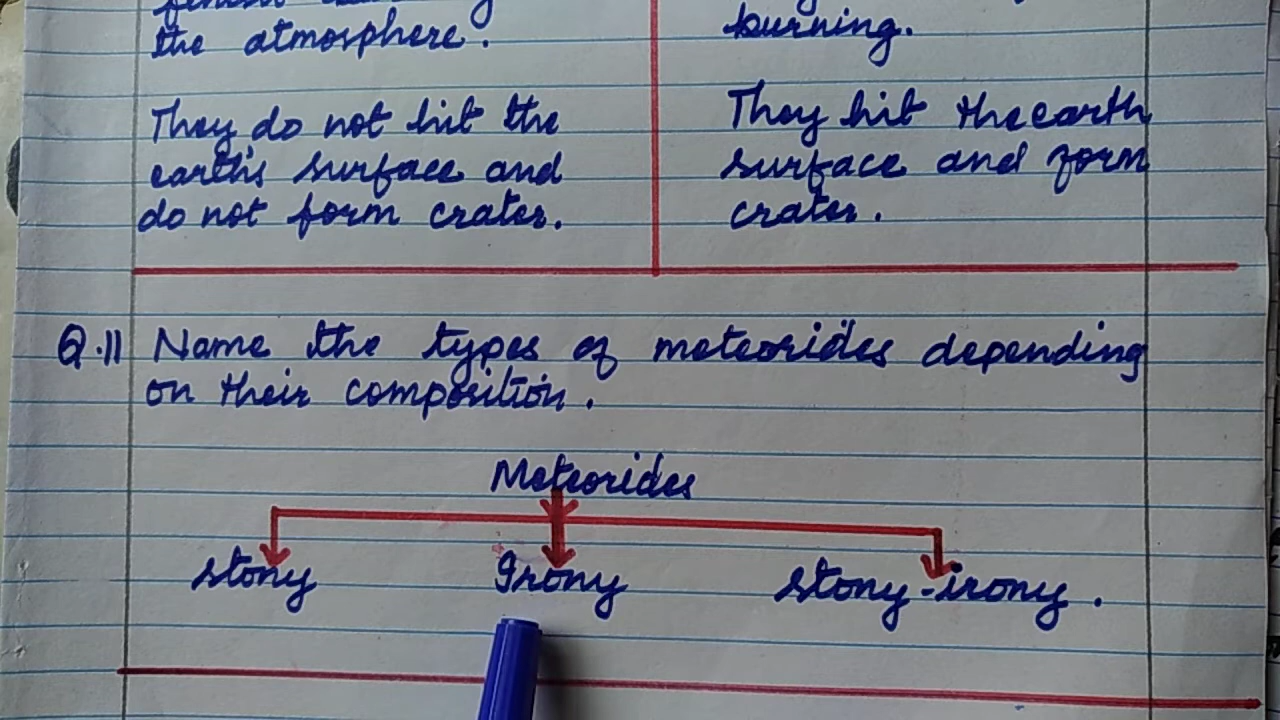 the atmosphere.
burning.
They do not hit the
earth's surface and
do not form crater.
They hit the earth
surface and form
crater.
Q.11 Name the types of meteorides depending
on their composition.
Meteorides
Stony Irony Stony-irony.